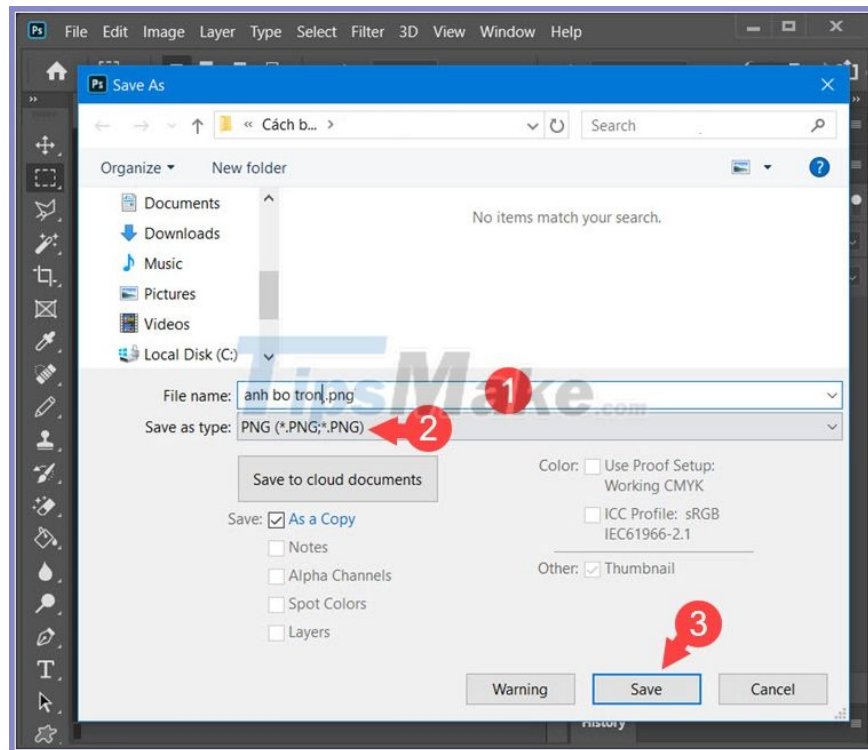 Ps File Edit Image Layer Type Select Filter 3D View Window Help
Ps Save As
« Cách b... > Search
Organize New folder
Documents
Downloads
Music
Pictures
Videos
Local Disk (C:)
No items match your search.
TipsMake.com
File name: anh bo tron.png 1
Save as type: PNG (*.PNG;*.PNG) 2
Save to cloud documents
Save: As a Copy
Notes
Alpha Channels
Spot Colors
Layers
Color: Use Proof Setup:
Working CMYK
ICC Profile: sRGB
IEC61966-2.1
Other: Thumbnail
3
Warning Save Cancel
History